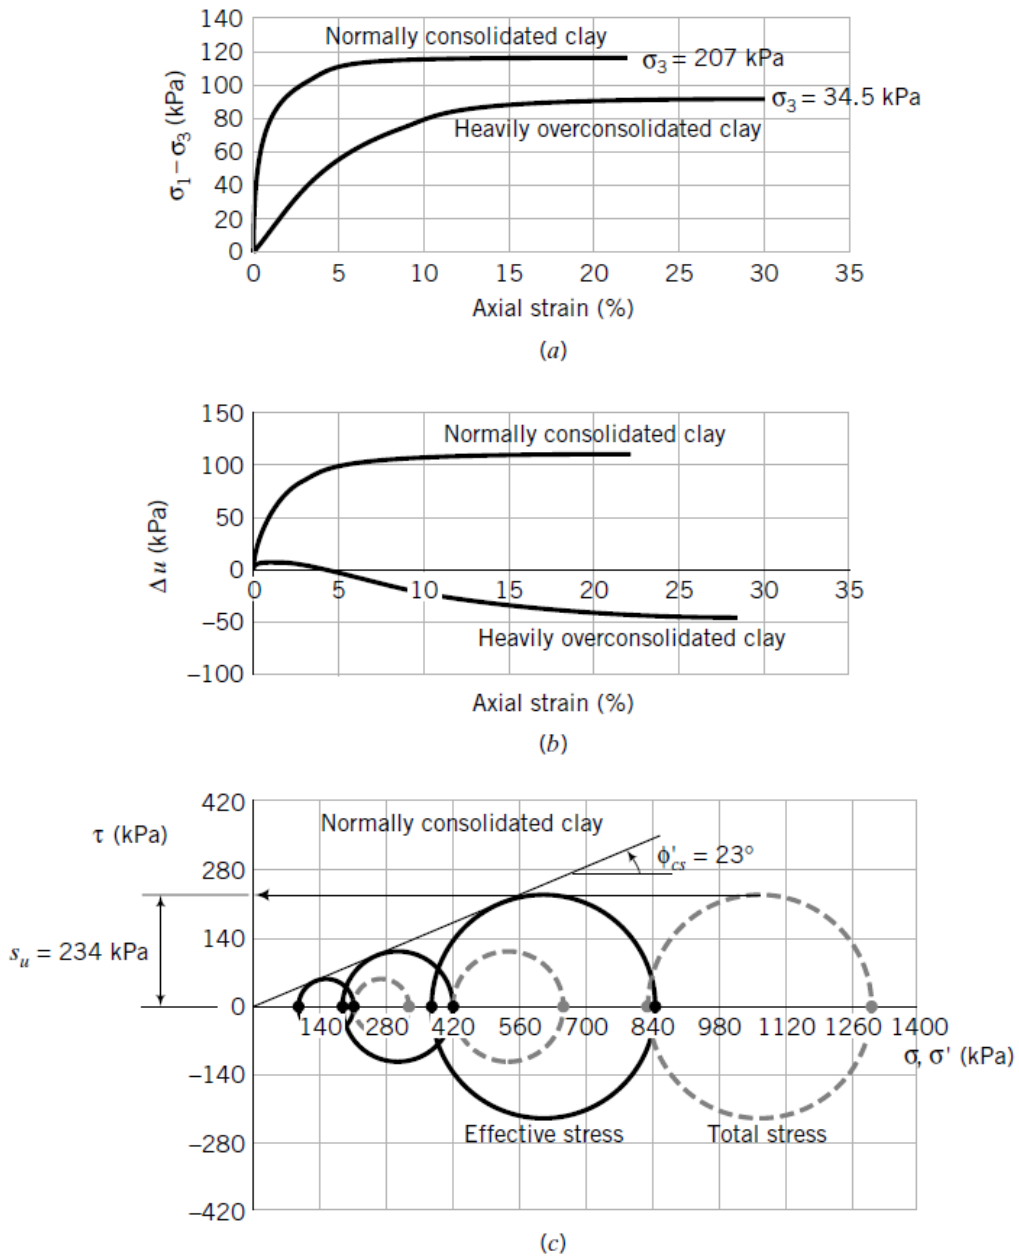 140
120
100
80
60
40
20
0
σ₁ – σ₃ (kPa)
Normally consolidated clay
σ₃ = 207 kPa
σ₃ = 34.5 kPa
Heavily overconsolidated clay
0 5 10 15 20 25 30 35
Axial strain (%)
(a)
150
100
50
0
–50
–100
Δu (kPa)
Normally consolidated clay
0 5 10 15 20 25 30 35
Heavily overconsolidated clay
Axial strain (%)
(b)
420
280
140
0
–140
–280
–420
τ (kPa)
Normally consolidated clay
ϕ'cs = 23°
sᵤ = 234 kPa
140 280 420 560 700 840 980 1120 1260 1400
σ, σ' (kPa)
Effective stress Total stress
(c)